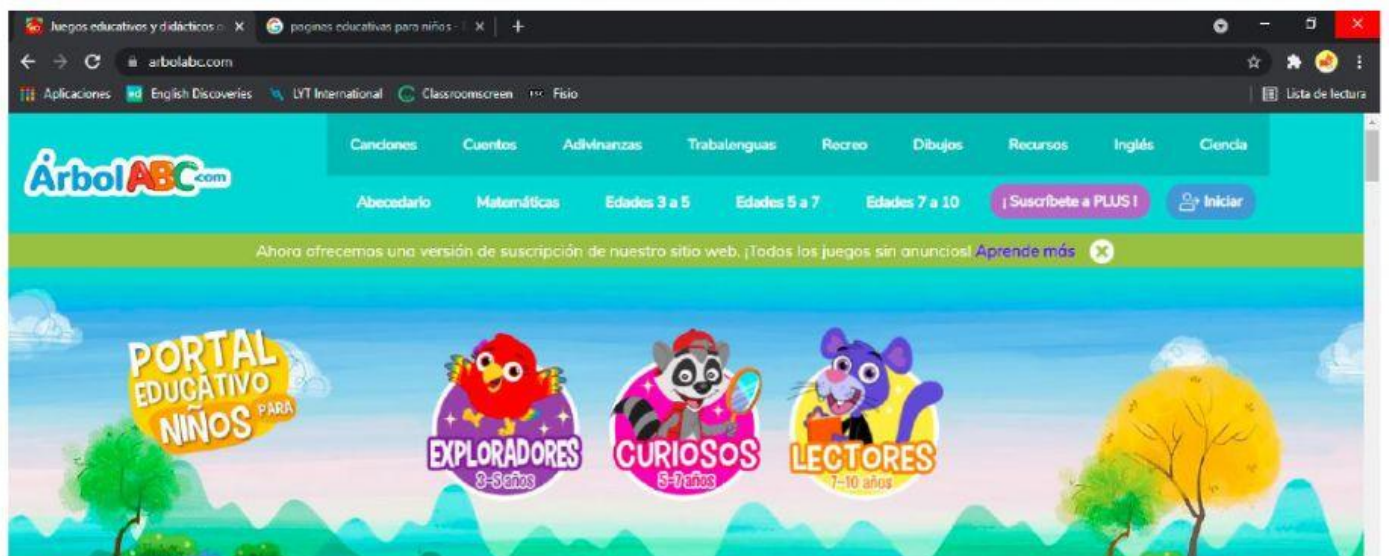 Juegos educativos y didácticos
paginas educativas para niños -
arbolabc.com
Aplicaciones English Discoveries LYT International Classroomscreen Fisio Lista de lectura
Canciones Cuentos Adivinanzas Trabalenguas Recreo Dibujos Recursos Inglés Ciencia
ÁrbolABC.com
Abecedario Matemáticas Edades 3 a 5 Edades 5 a 7 Edades 7 a 10 ¡Suscríbete a PLUS! Iniciar
Ahora ofrecemos una versión de suscripción de nuestro sitio web. ¡Todos los juegos sin anuncios! Aprende más
PORTAL
EDUCATIVO
PARA
NIÑOS
EXPLORADORES
3-5 años
CURIOSOS
5-7 años
LECTORES
7-10 años